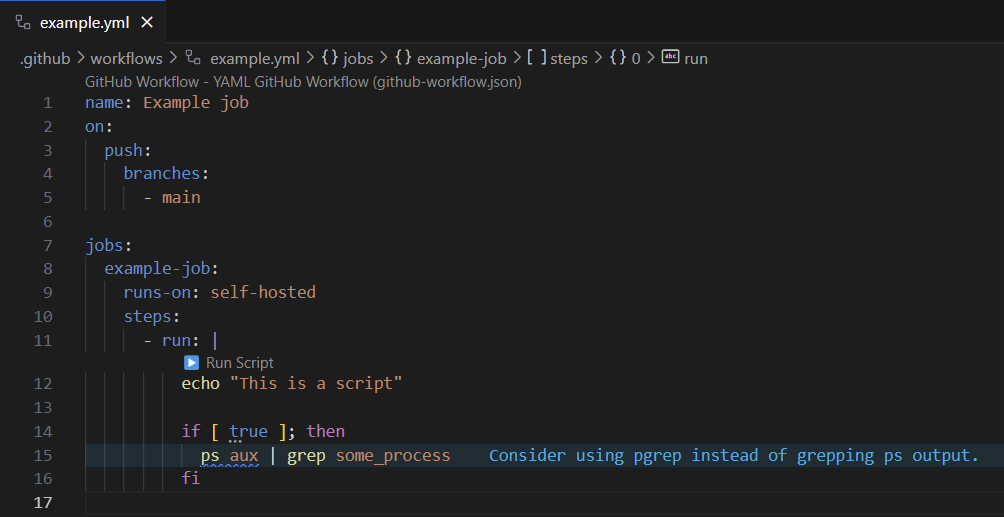 example.yml
.github > workflows > example.yml > {} jobs > {} example-job > [ ] steps > {} 0 > abc run
GitHub Workflow - YAML GitHub Workflow (github-workflow.json)
1 name: Example job
2 on:
3   push:
4     branches:
5       - main
6
7 jobs:
8   example-job:
9     runs-on: self-hosted
10     steps:
11       - run: |
Run Script
12           echo "This is a script"
13
14           if [ true ]; then
15             ps aux | grep some_process    Consider using pgrep instead of grepping ps output.
16           fi
17